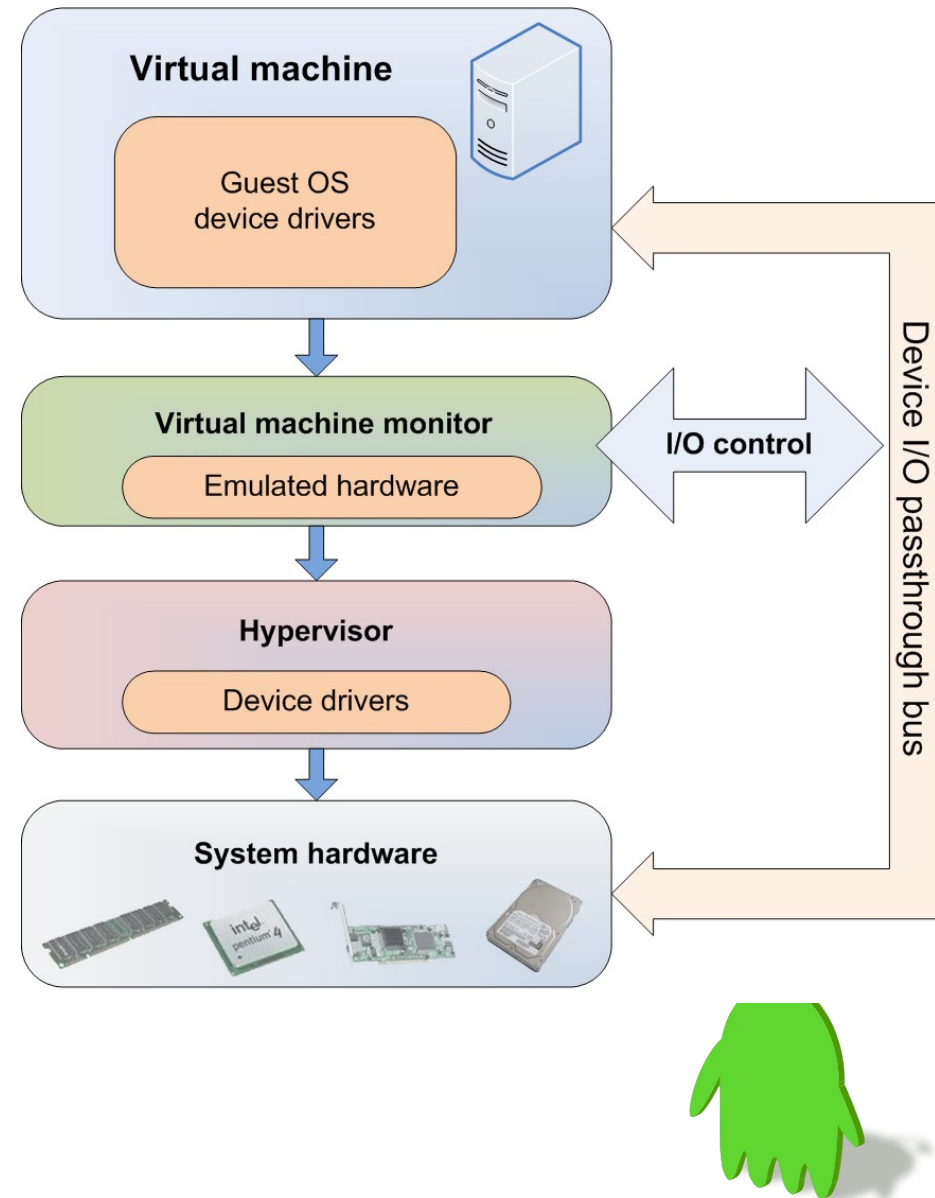 Virtual machine
Guest OS
device drivers
Virtual machine monitor
Emulated hardware
I/O control
Device I/O passthrough bus
Hypervisor
Device drivers
System hardware
intel
pentium 4